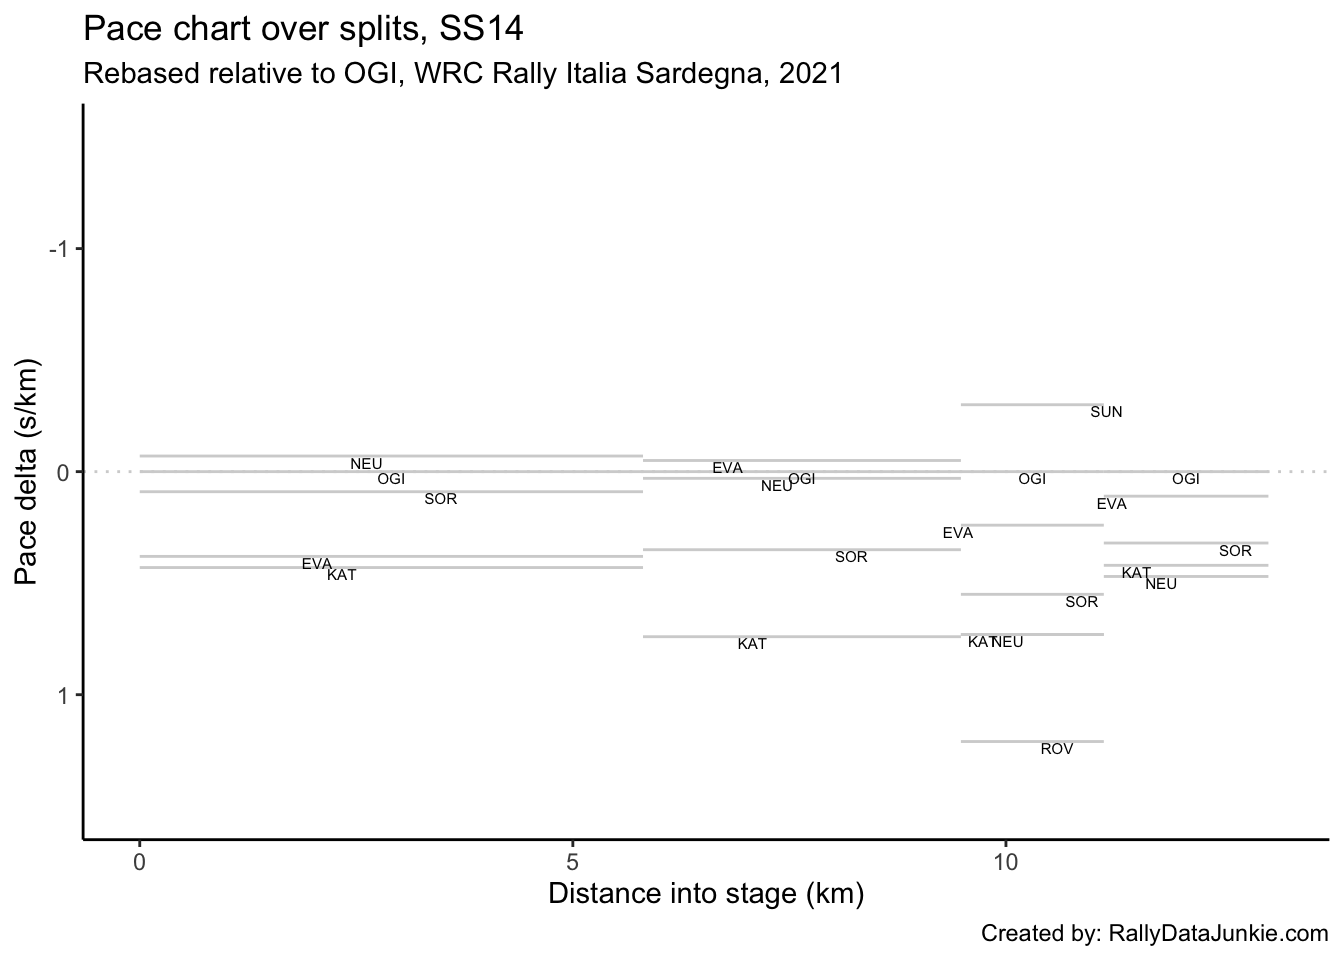 Pace chart over splits, SS14
Rebased relative to OGI, WRC Rally Italia Sardegna, 2021
Pace delta (s/km)
-1
0
1
SUN
NEU
OGI
SOR
EVA
KAT
EVA
OGI
NEU
SOR
KAT
OGI
EVA
SOR
KAT
NEU
ROV
OGI
EVA
SOR
KAT
NEU
0 5 10
Distance into stage (km)
Created by: RallyDataJunkie.com